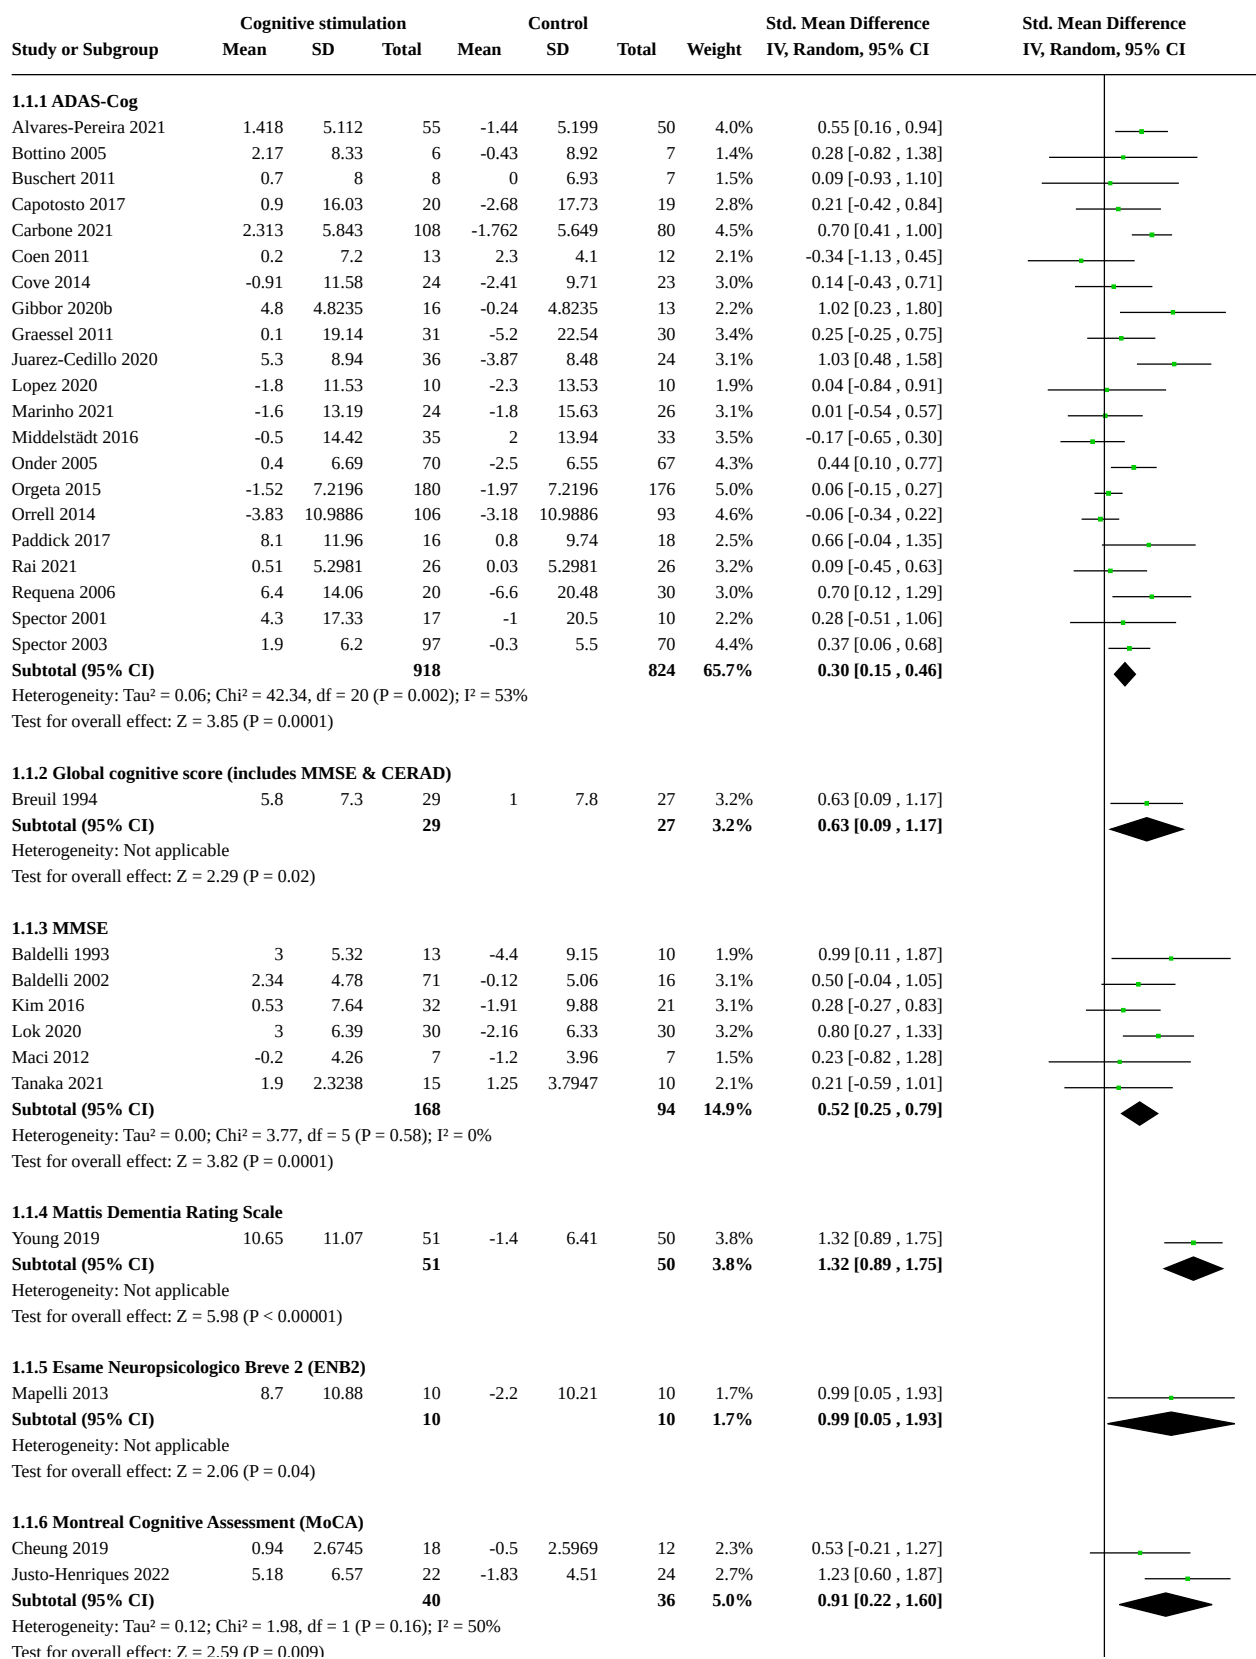 Cognitive stimulation Control Std. Mean Difference Std. Mean Difference
Study or Subgroup Mean SD Total Mean SD Total Weight IV, Random, 95% CI IV, Random, 95% CI
1.1.1 ADAS-Cog
Alvares-Pereira 2021 1.418 5.112 55 -1.44 5.199 50 4.0% 0.55 [0.16 , 0.94]
Bottino 2005 2.17 8.33 6 -0.43 8.92 7 1.4% 0.28 [-0.82 , 1.38]
Buschert 2011 0.7 8 8 0 6.93 7 1.5% 0.09 [-0.93 , 1.10]
Capotosto 2017 0.9 16.03 20 -2.68 17.73 19 2.8% 0.21 [-0.42 , 0.84]
Carbone 2021 2.313 5.843 108 -1.762 5.649 80 4.5% 0.70 [0.41 , 1.00]
Coen 2011 0.2 7.2 13 2.3 4.1 12 2.1% -0.34 [-1.13 , 0.45]
Cove 2014 -0.91 11.58 24 -2.41 9.71 23 3.0% 0.14 [-0.43 , 0.71]
Gibbor 2020b 4.8 4.8235 16 -0.24 4.8235 13 2.2% 1.02 [0.23 , 1.80]
Graessel 2011 0.1 19.14 31 -5.2 22.54 30 3.4% 0.25 [-0.25 , 0.75]
Juarez-Cedillo 2020 5.3 8.94 36 -3.87 8.48 24 3.1% 1.03 [0.48 , 1.58]
Lopez 2020 -1.8 11.53 10 -2.3 13.53 10 1.9% 0.04 [-0.84 , 0.91]
Marinho 2021 -1.6 13.19 24 -1.8 15.63 26 3.1% 0.01 [-0.54 , 0.57]
Middelstädt 2016 -0.5 14.42 35 2 13.94 33 3.5% -0.17 [-0.65 , 0.30]
Onder 2005 0.4 6.69 70 -2.5 6.55 67 4.3% 0.44 [0.10 , 0.77]
Orgeta 2015 -1.52 7.2196 180 -1.97 7.2196 176 5.0% 0.06 [-0.15 , 0.27]
Orrell 2014 -3.83 10.9886 106 -3.18 10.9886 93 4.6% -0.06 [-0.34 , 0.22]
Paddick 2017 8.1 11.96 16 0.8 9.74 18 2.5% 0.66 [-0.04 , 1.35]
Rai 2021 0.51 5.2981 26 0.03 5.2981 26 3.2% 0.09 [-0.45 , 0.63]
Requena 2006 6.4 14.06 20 -6.6 20.48 30 3.0% 0.70 [0.12 , 1.29]
Spector 2001 4.3 17.33 17 -1 20.5 10 2.2% 0.28 [-0.51 , 1.06]
Spector 2003 1.9 6.2 97 -0.3 5.5 70 4.4% 0.37 [0.06 , 0.68]
Subtotal (95% CI) 918 824 65.7% 0.30 [0.15 , 0.46]
Heterogeneity: Tau² = 0.06; Chi² = 42.34, df = 20 (P = 0.002); I² = 53%
Test for overall effect: Z = 3.85 (P = 0.0001)
1.1.2 Global cognitive score (includes MMSE & CERAD)
Breuil 1994 5.8 7.3 29 1 7.8 27 3.2% 0.63 [0.09 , 1.17]
Subtotal (95% CI) 29 27 3.2% 0.63 [0.09 , 1.17]
Heterogeneity: Not applicable
Test for overall effect: Z = 2.29 (P = 0.02)
1.1.3 MMSE
Baldelli 1993 3 5.32 13 -4.4 9.15 10 1.9% 0.99 [0.11 , 1.87]
Baldelli 2002 2.34 4.78 71 -0.12 5.06 16 3.1% 0.50 [-0.04 , 1.05]
Kim 2016 0.53 7.64 32 -1.91 9.88 21 3.1% 0.28 [-0.27 , 0.83]
Lok 2020 3 6.39 30 -2.16 6.33 30 3.2% 0.80 [0.27 , 1.33]
Maci 2012 -0.2 4.26 7 -1.2 3.96 7 1.5% 0.23 [-0.82 , 1.28]
Tanaka 2021 1.9 2.3238 15 1.25 3.7947 10 2.1% 0.21 [-0.59 , 1.01]
Subtotal (95% CI) 168 94 14.9% 0.52 [0.25 , 0.79]
Heterogeneity: Tau² = 0.00; Chi² = 3.77, df = 5 (P = 0.58); I² = 0%
Test for overall effect: Z = 3.82 (P = 0.0001)
1.1.4 Mattis Dementia Rating Scale
Young 2019 10.65 11.07 51 -1.4 6.41 50 3.8% 1.32 [0.89 , 1.75]
Subtotal (95% CI) 51 50 3.8% 1.32 [0.89 , 1.75]
Heterogeneity: Not applicable
Test for overall effect: Z = 5.98 (P < 0.00001)
1.1.5 Esame Neuropsicologico Breve 2 (ENB2)
Mapelli 2013 8.7 10.88 10 -2.2 10.21 10 1.7% 0.99 [0.05 , 1.93]
Subtotal (95% CI) 10 10 1.7% 0.99 [0.05 , 1.93]
Heterogeneity: Not applicable
Test for overall effect: Z = 2.06 (P = 0.04)
1.1.6 Montreal Cognitive Assessment (MoCA)
Cheung 2019 0.94 2.6745 18 -0.5 2.5969 12 2.3% 0.53 [-0.21 , 1.27]
Justo-Henriques 2022 5.18 6.57 22 -1.83 4.51 24 2.7% 1.23 [0.60 , 1.87]
Subtotal (95% CI) 40 36 5.0% 0.91 [0.22 , 1.60]
Heterogeneity: Tau² = 0.12; Chi² = 1.98, df = 1 (P = 0.16); I² = 50%
Test for overall effect: Z = 2.59 (P = 0.009)